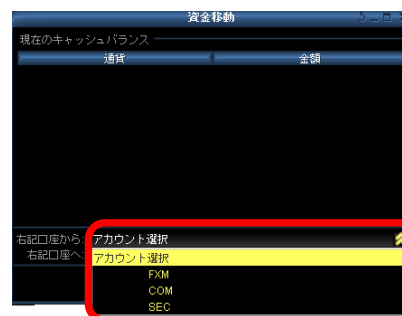 資金移動
現在のキャッシュバランス
通貨 金額
右記口座から: アカウント選択
右記口座へ: アカウント選択
FXM
COM
SEC